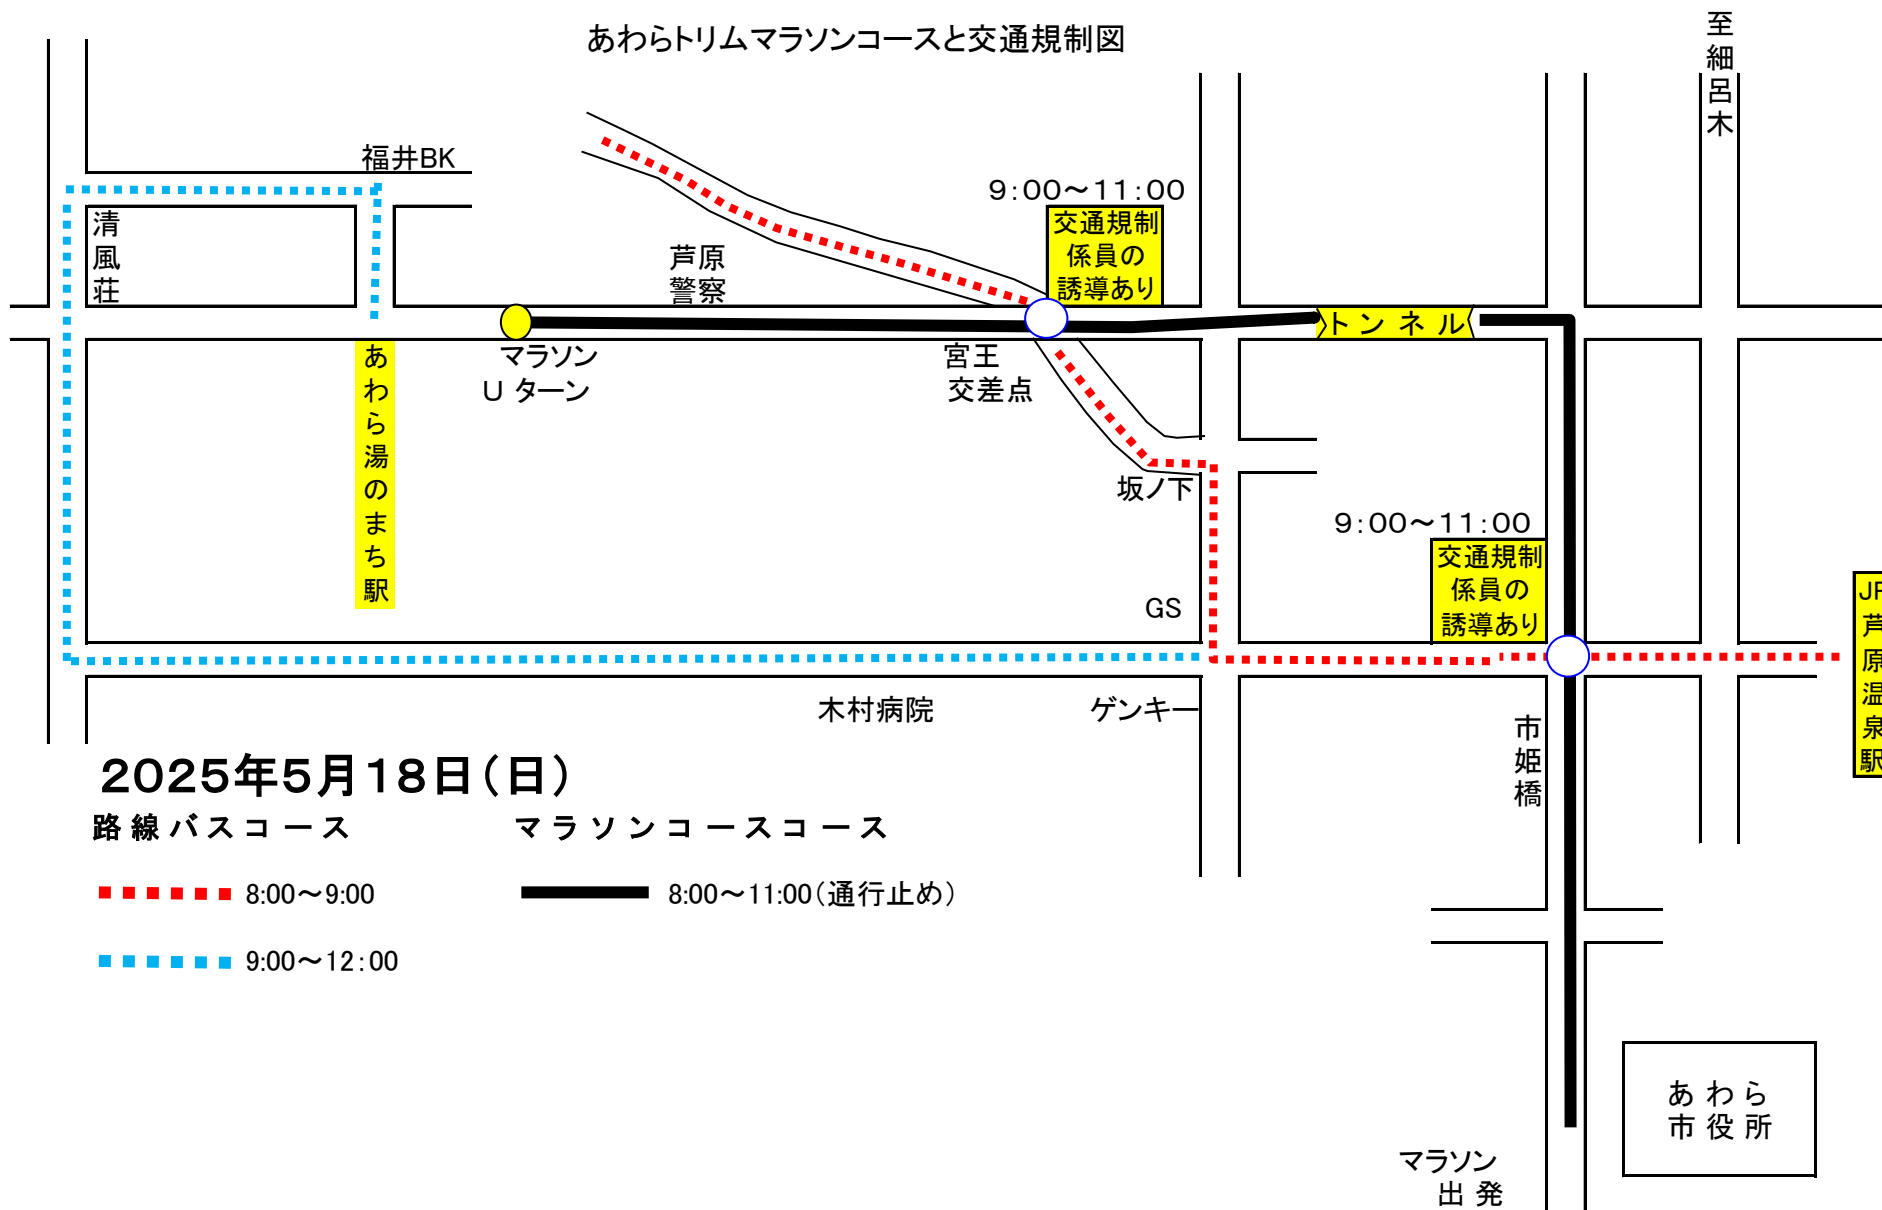 あわらトリムマラソンコースと交通規制図
至細呂木
福井BK
9:00～11:00
清風荘
交通規制
係員の
誘導あり
芦原
警察
トンネル
マラソン
U ターン
宮王
交差点
あわら湯のまち駅
坂ノ下
9:00～11:00
交通規制
係員の
誘導あり
GS
JR芦原温泉駅
木村病院
ゲンキー
市姫橋
2025年5月18日(日)
路線バスコース
マラソンコースコース
8:00～9:00
8:00～11:00(通行止め)
9:00～12:00
あわら
市役所
マラソン
出発